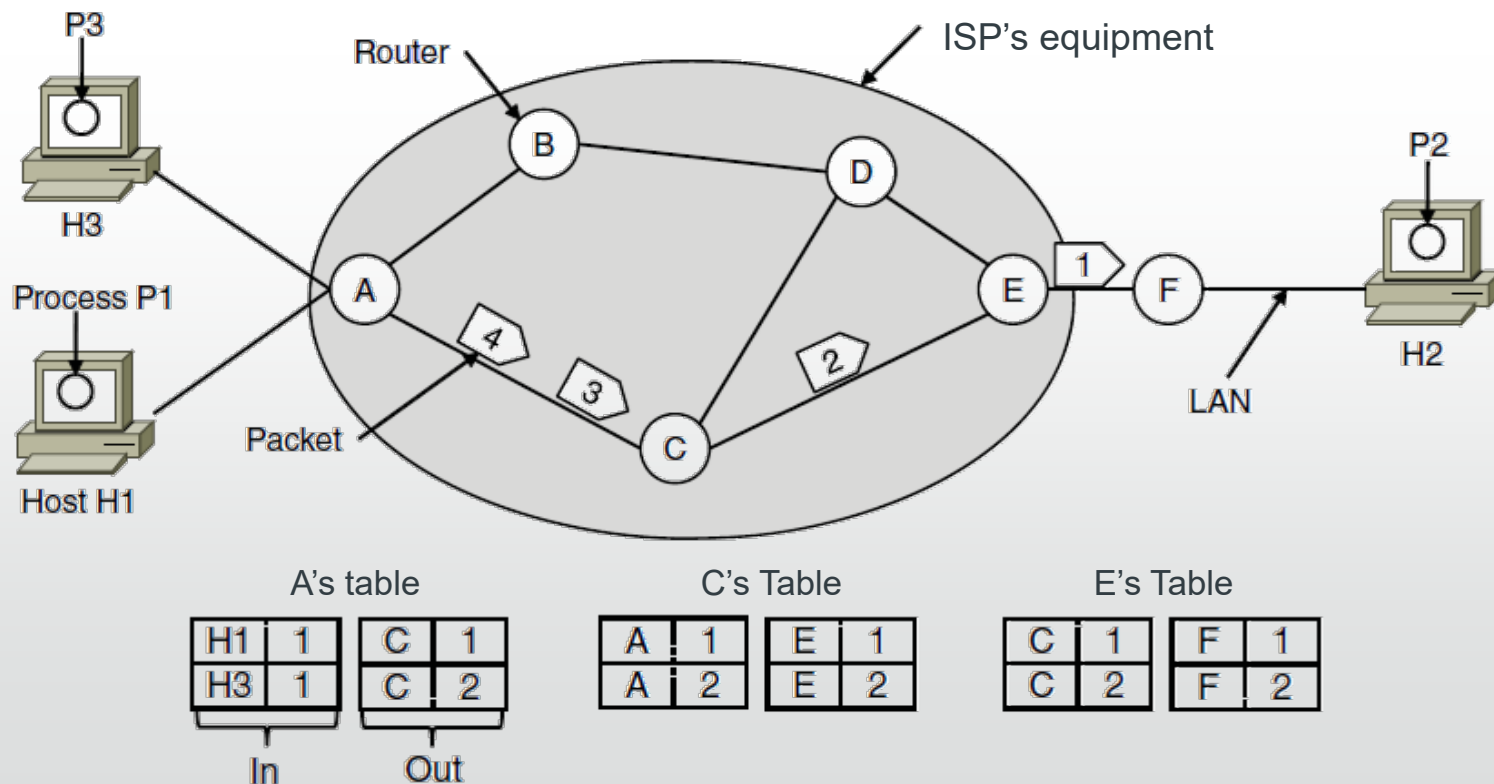 P3
Router
ISP’s equipment
B
D
P2
H3
1
A
E
F
Process P1
4
2
3
H2
LAN
Packet
C
Host H1
A’s table
C’s Table
E’s Table
H1 1 C 1
H3 1 C 2
A 1 E 1
A 2 E 2
C 1 F 1
C 2 F 2
In
Out